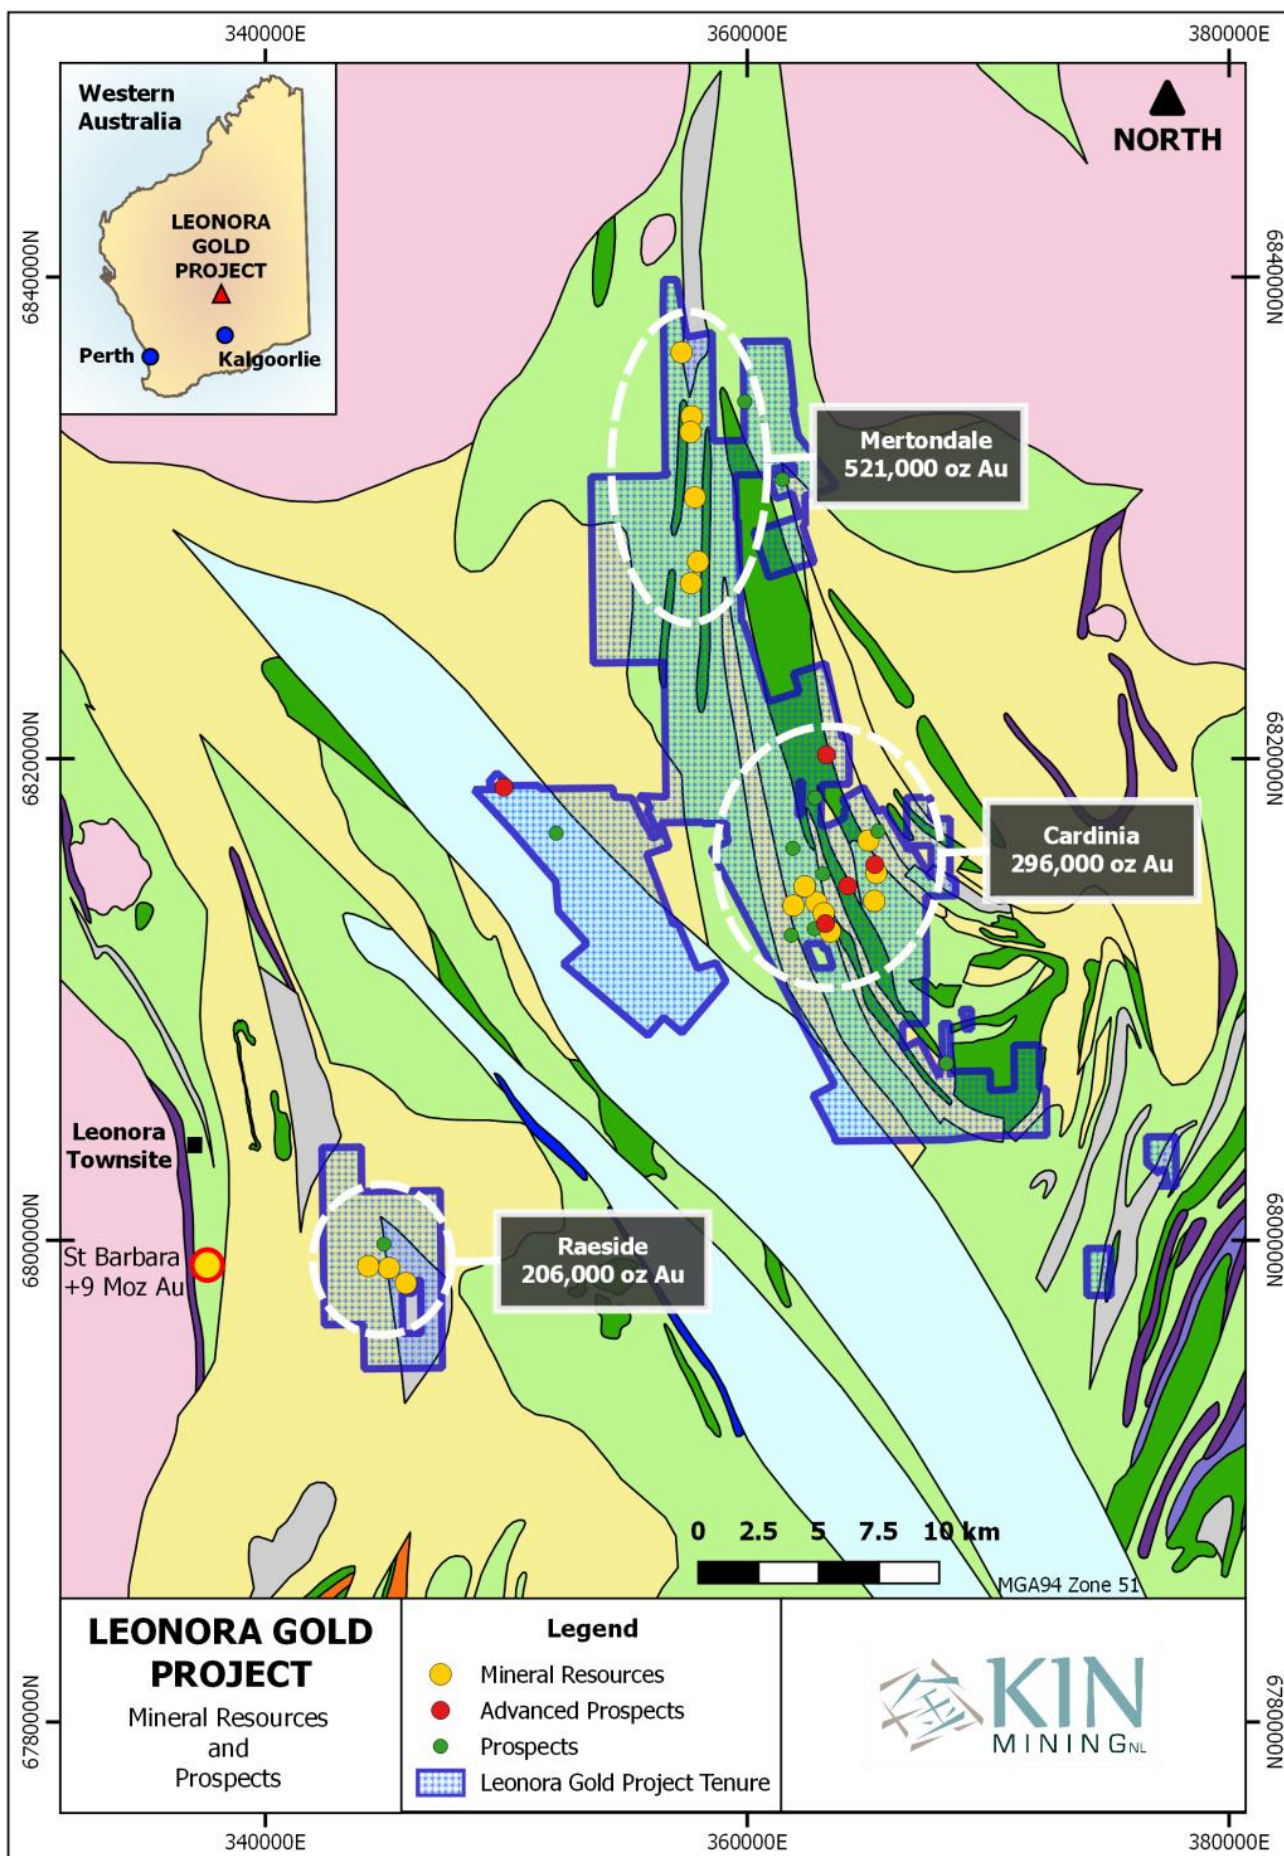 340000E
360000E
380000E
Western
Australia
LEONORA
GOLD
PROJECT
Perth
Kalgoorlie
NORTH
6840000N
6840000N
Mertondale
521,000 oz Au
6820000N
6820000N
Cardinia
296,000 oz Au
Leonora
Townsite
6800000N
6800000N
St Barbara
+9 Moz Au
Raeside
206,000 oz Au
0 2.5 5 7.5 10 km
MGA94 Zone 51
LEONORA GOLD
PROJECT
Mineral Resources
and
Prospects
Legend
Mineral Resources
Advanced Prospects
Prospects
Leonora Gold Project Tenure
金
KIN
MINING NL
6780000N
6780000N
340000E
360000E
380000E